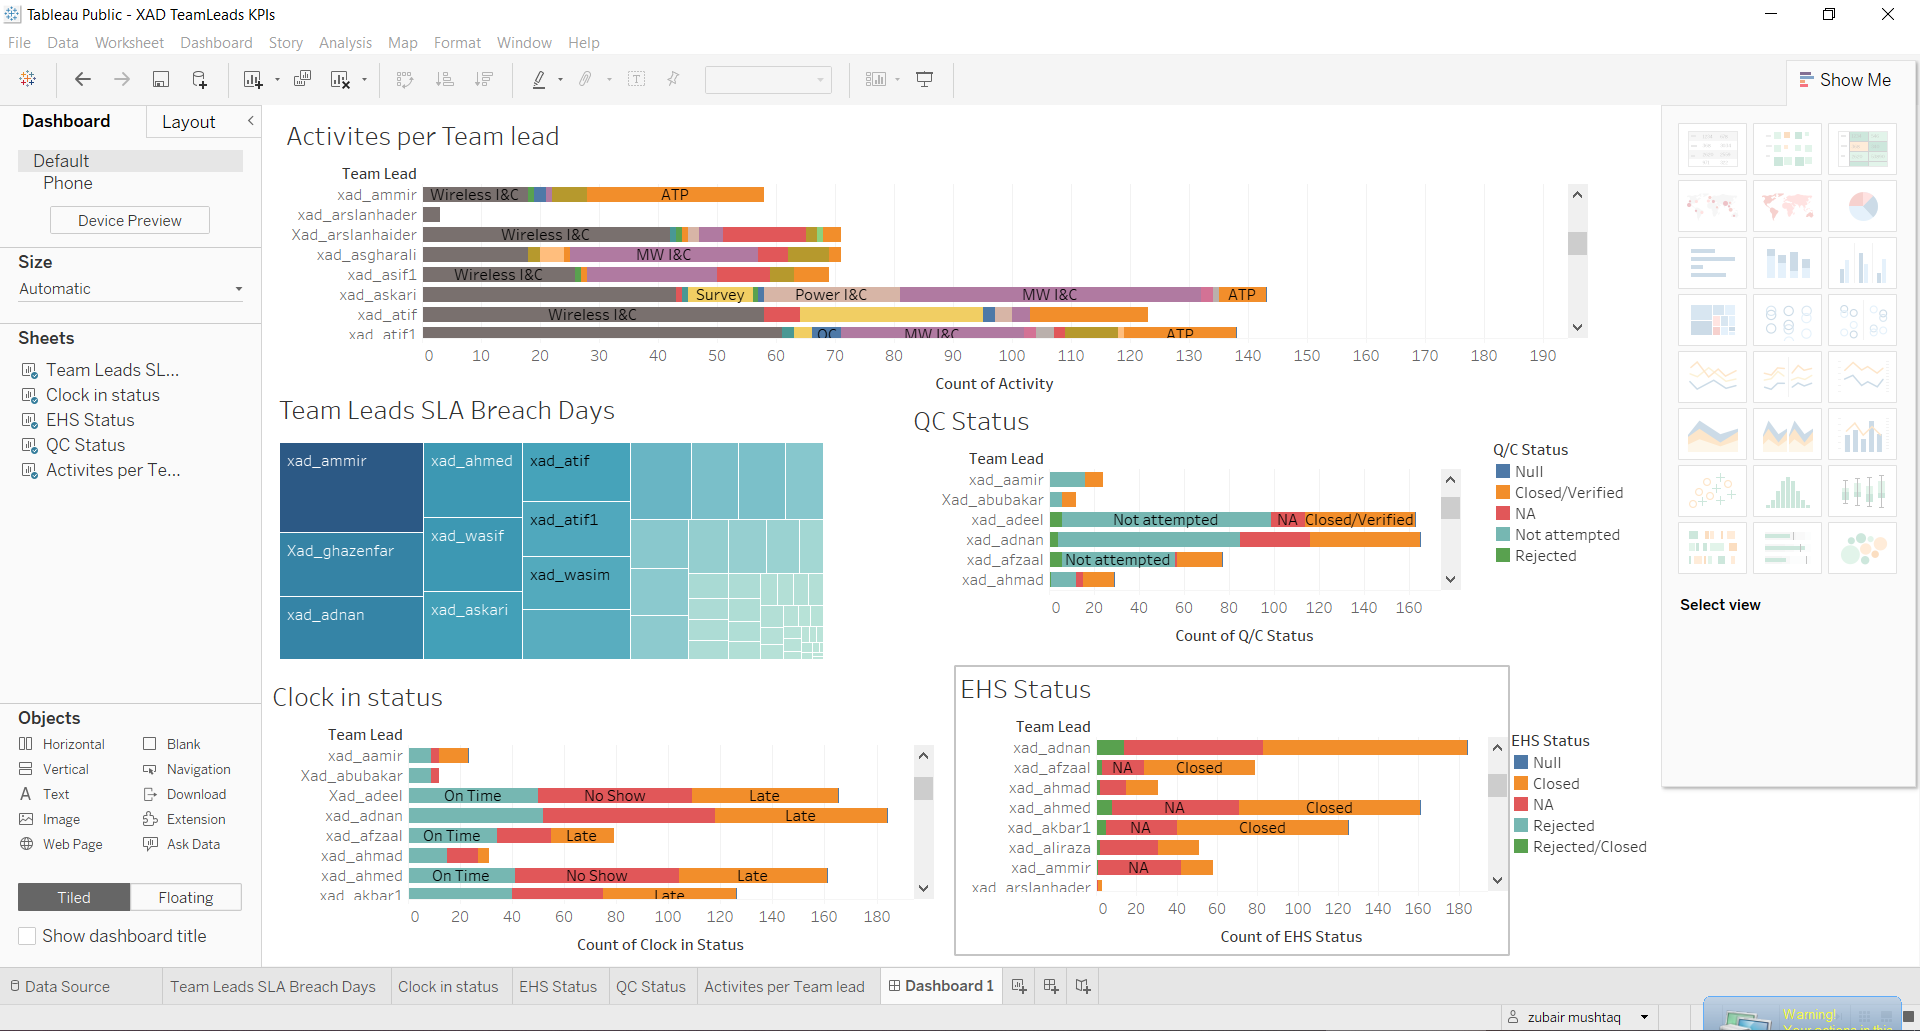 Tableau Public - XAD TeamLeads KPIs
File Data Worksheet Dashboard Story Analysis Map Format Window Help
Show Me
Dashboard Layout
Default
Phone
Device Preview
Size
Automatic
Sheets
Team Leads SL...
Clock in status
EHS Status
QC Status
Activites per Te...
Objects
Horizontal Blank
Vertical Navigation
Text Download
Image Extension
Web Page Ask Data
Tiled Floating
Show dashboard title
Activites per Team lead
Team Lead
xad_ammir Wireless I&C ATP
xad_arslanhader
Xad_arslanhaider Wireless I&C
xad_asgharali MW I&C
xad_asif1 Wireless I&C
xad_askari Survey Power I&C MW I&C ATP
xad_atif Wireless I&C
xad_atif1 QC MW I&C ATP
0 10 20 30 40 50 60 70 80 90 100 110 120 130 140 150 160 170 180 190
Count of Activity
Team Leads SLA Breach Days
xad_ammir xad_ahmed xad_atif
xad_atif1
Xad_ghazenfar xad_wasif
xad_wasim
xad_adnan xad_askari
QC Status
Team Lead
xad_aamir
Xad_abubakar
xad_adeel Not attempted NA Closed/Verified
xad_adnan
xad_afzaal Not attempted
xad_ahmad
0 20 40 60 80 100 120 140 160
Count of Q/C Status
Q/C Status
Null
Closed/Verified
NA
Not attempted
Rejected
Select view
Clock in status
Team Lead
xad_aamir
Xad_abubakar
Xad_adeel On Time No Show Late
xad_adnan Late
xad_afzaal On Time Late
xad_ahmad
xad_ahmed On Time No Show Late
xad_akbar1 Late
0 20 40 60 80 100 120 140 160 180
Count of Clock in Status
EHS Status
Team Lead
xad_adnan
xad_afzaal NA Closed
xad_ahmad
xad_ahmed NA Closed
xad_akbar1 NA Closed
xad_aliraza
xad_ammir NA
xad_arslanhader
0 20 40 60 80 100 120 140 160 180
Count of EHS Status
EHS Status
Null
Closed
NA
Rejected
Rejected/Closed
Data Source Team Leads SLA Breach Days Clock in status EHS Status QC Status Activites per Team lead Dashboard 1
zubair mushtaq
Warning!
Your actions in this